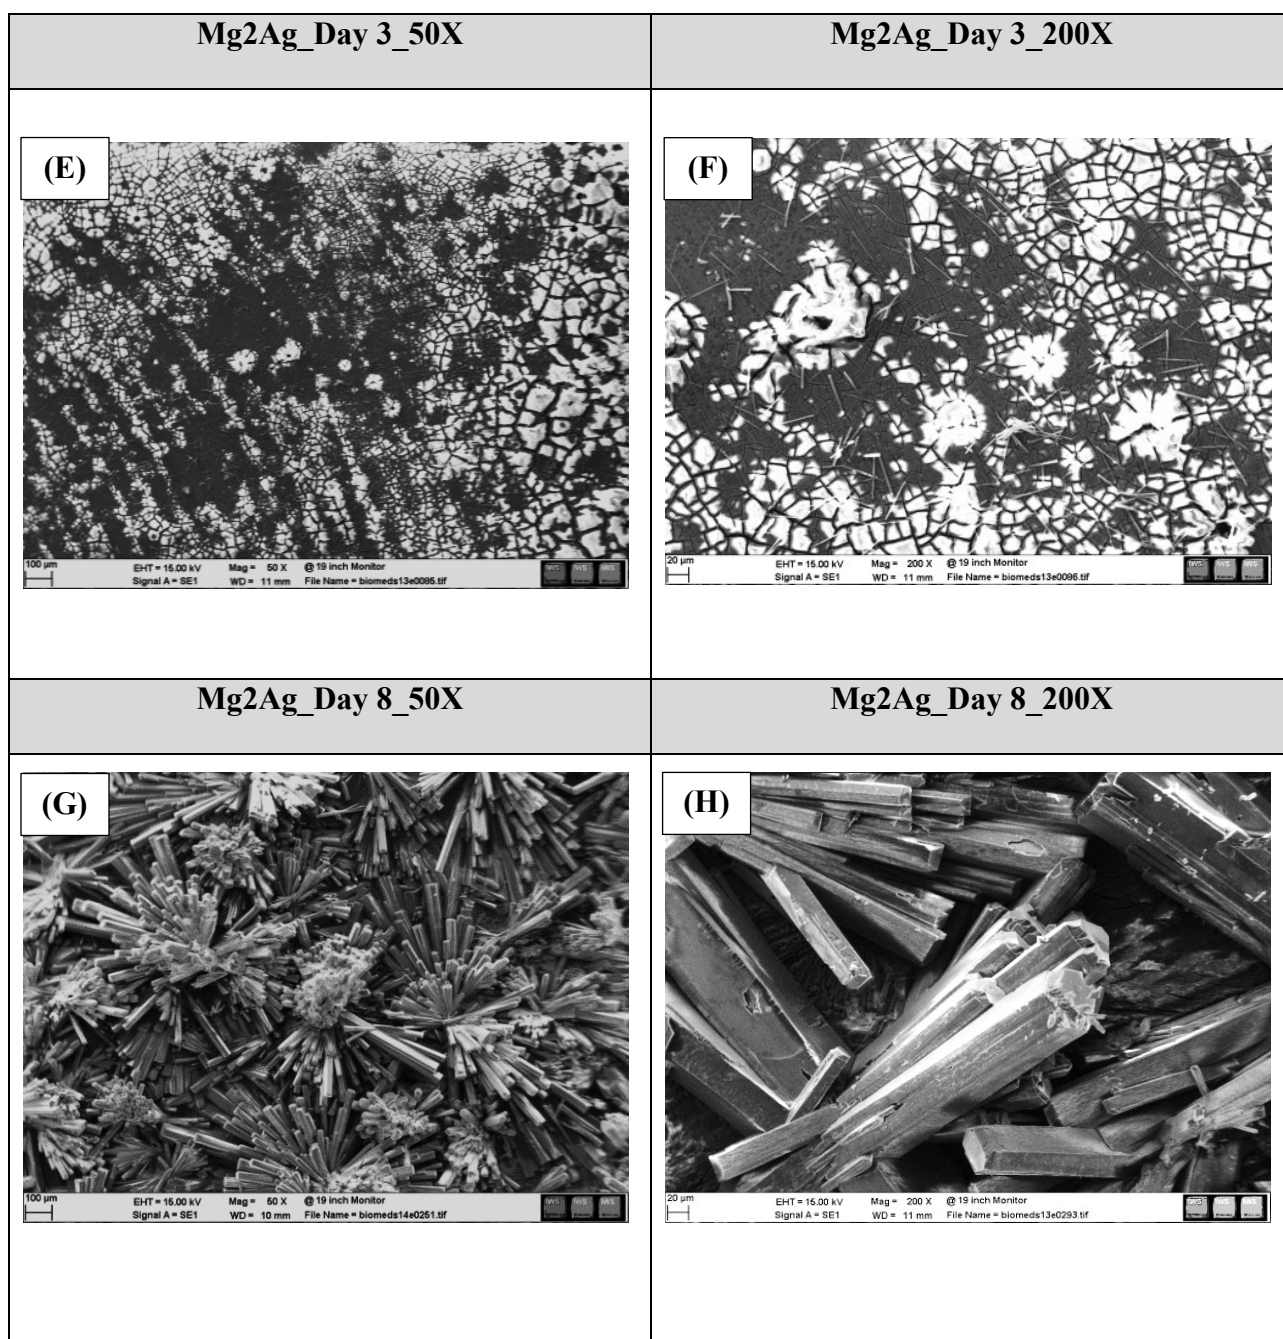 Mg2Ag_Day 3_50X
Mg2Ag_Day 3_200X
(E)
100 µm
EHT = 15.00 kV Mag = 50 X @ 19 inch Monitor
Signal A = SE1 WD = 11 mm File Name = biomeds13e0085.tif
(F)
20 µm
EHT = 15.00 kV Mag = 200 X @ 19 inch Monitor
Signal A = SE1 WD = 11 mm File Name = biomeds13e0086.tif
Mg2Ag_Day 8_50X
Mg2Ag_Day 8_200X
(G)
100 µm
EHT = 15.00 kV Mag = 50 X @ 19 inch Monitor
Signal A = SE1 WD = 10 mm File Name = biomeds14e0251.tif
(H)
20 µm
EHT = 15.00 kV Mag = 200 X @ 19 inch Monitor
Signal A = SE1 WD = 11 mm File Name = biomeds13e0293.tif